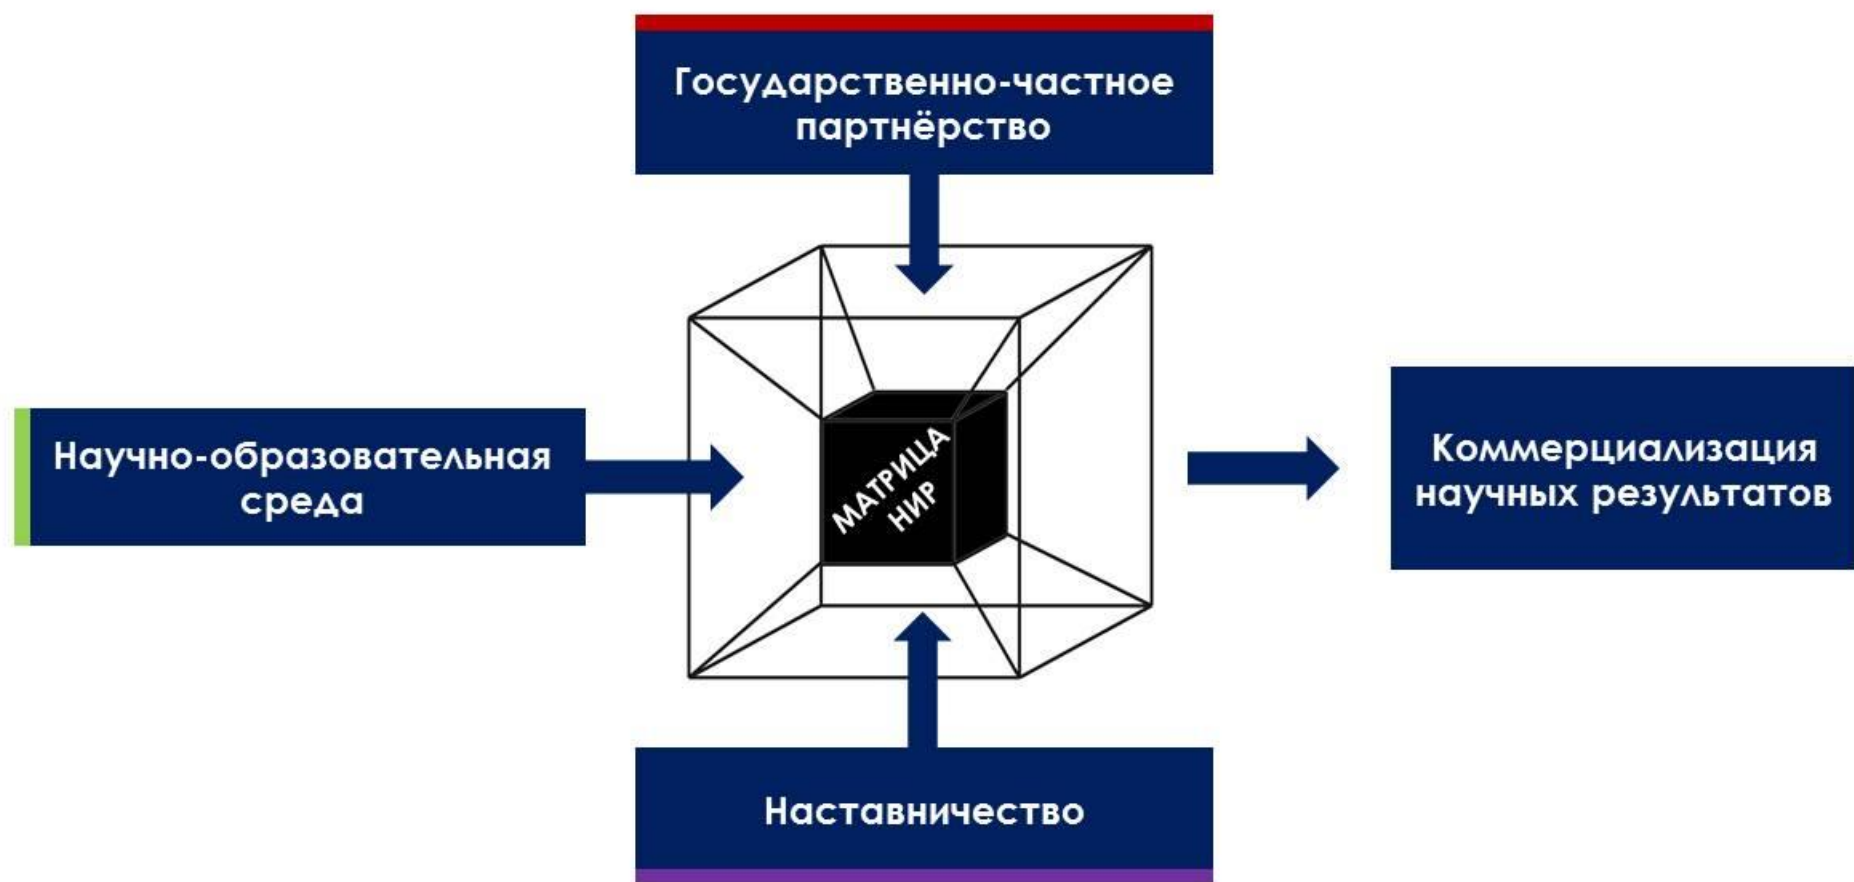 Государственно-частное
партнёрство
Научно-образовательная
среда
МАТРИЦА
НИР
Коммерциализация
научных результатов
Наставничество